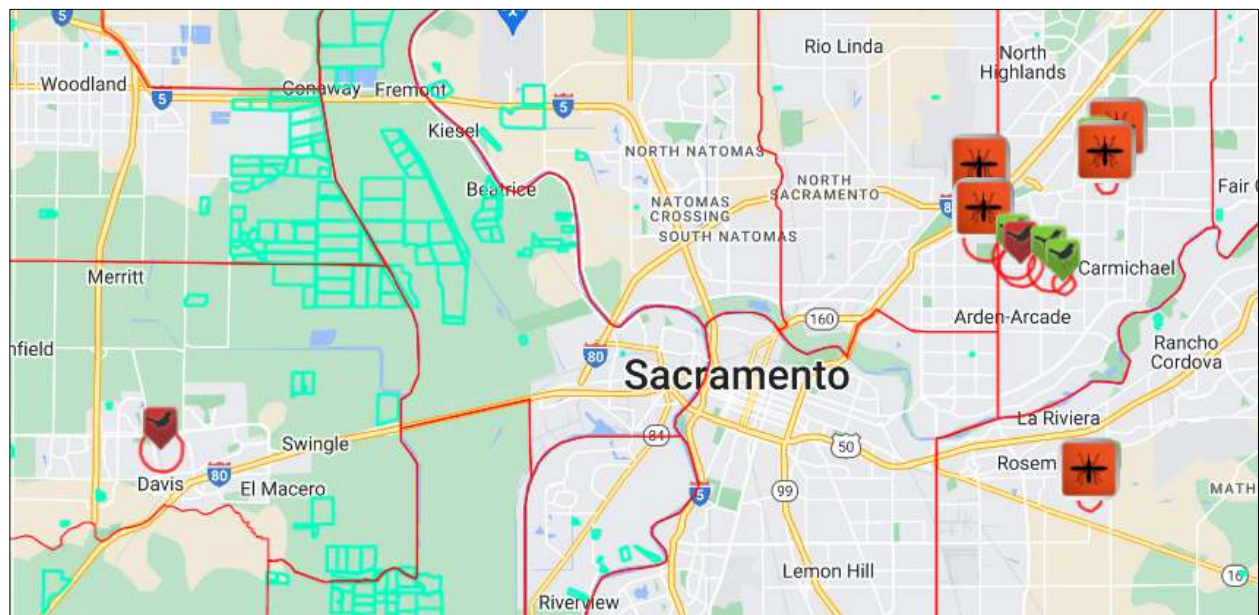 5
Rio Linda
North
Highlands
Woodland
5
Conaway
Fremont
5
Kiesel
NORTH NATOMAS
NORTH
SACRAMENTO
Beatrice
NATOMAS
CROSSING
8
Fair
SOUTH NATOMAS
Merritt
Carmichael
160
Arden-Arcade
nfield
80
Rancho
Cordova
Sacramento
La Riviera
84
50
Swingle
Rosem
80
Davis
El Macero
5
99
MATH
Lemon Hill
16
Riverview